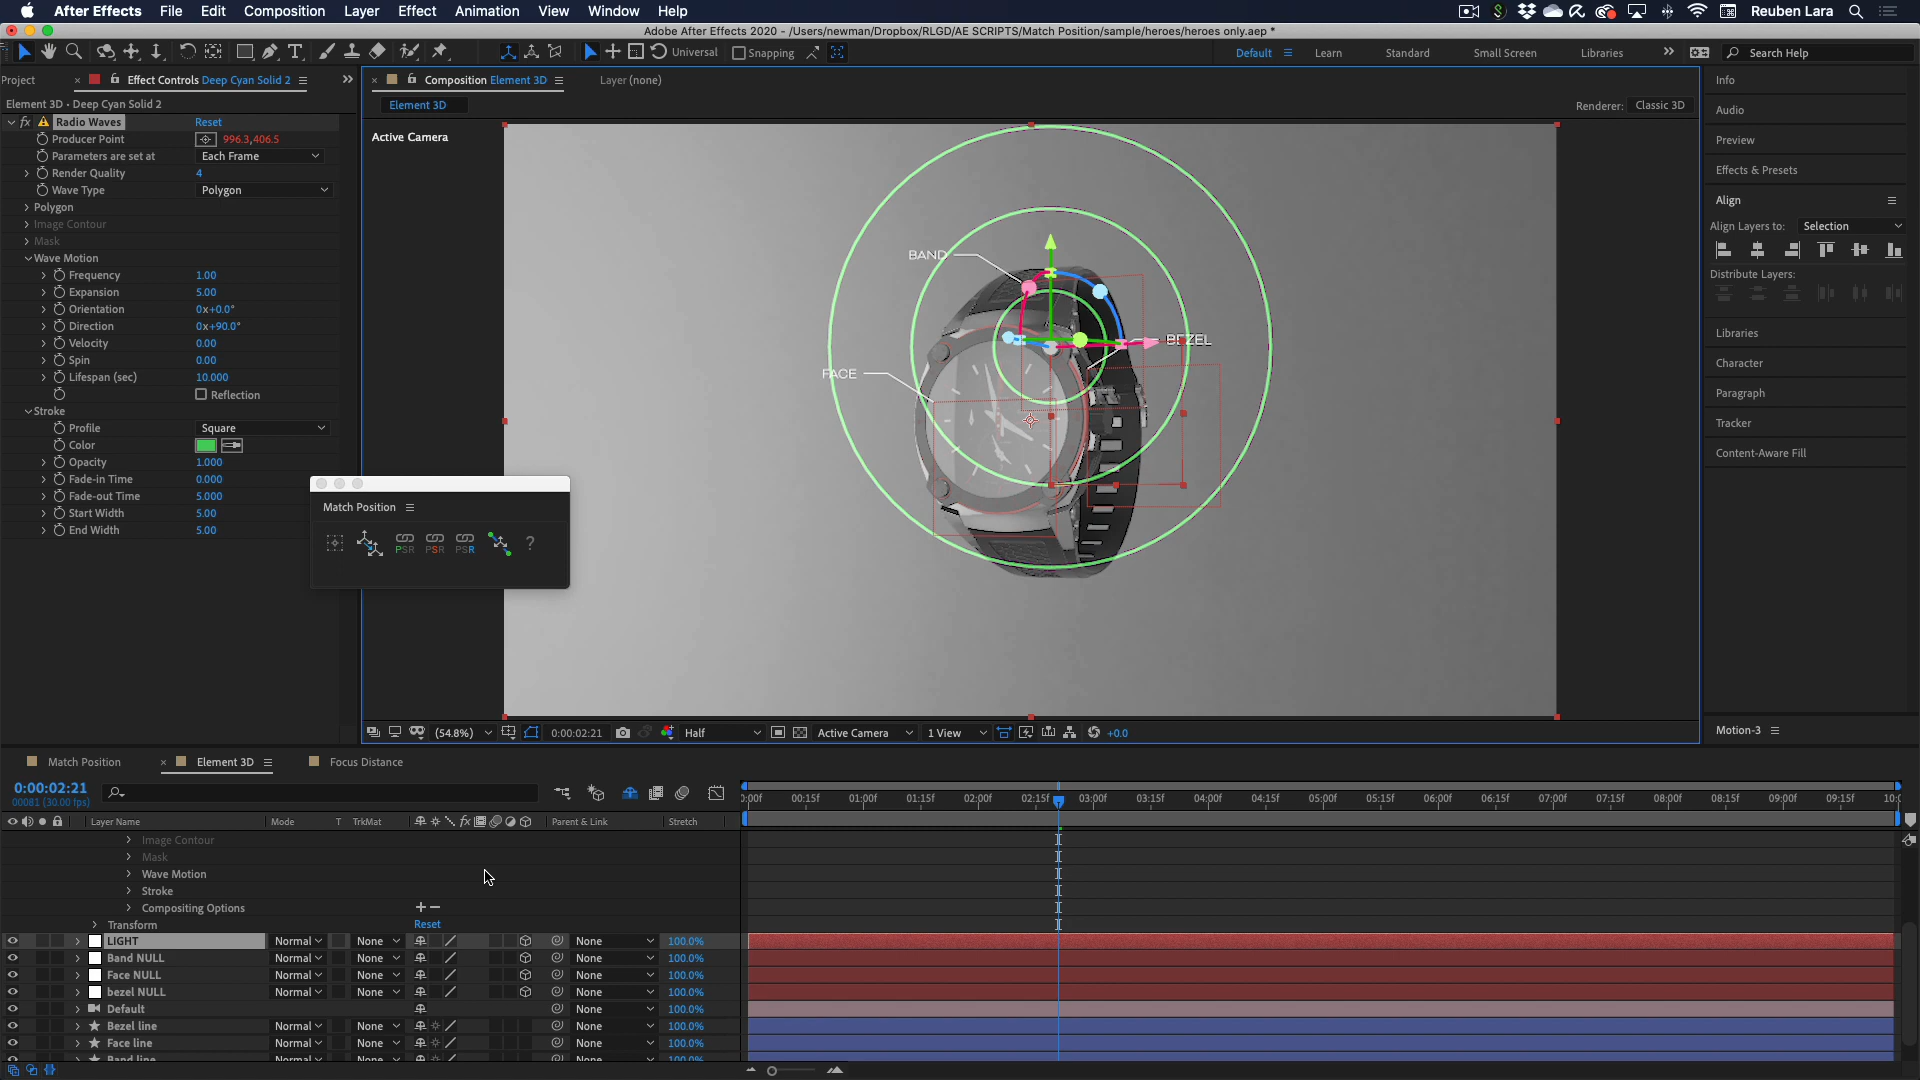 After Effects File Edit Composition Layer Effect Animation View Window Help Reuben Lara
Adobe After Effects 2020 - /Users/newman/Dropbox/RLGD/AE SCRIPTS/Match Position/sample/heroes/heroes only.aep *
Universal Snapping Default Learn Standard Small Screen Libraries Search Help
Project Effect Controls Deep Cyan Solid 2 Composition Element 3D Layer (none) Info
Element 3D • Deep Cyan Solid 2 Element 3D Renderer: Classic 3D
Audio
fx Radio Waves Reset
Active Camera
Producer Point 996.3,406.5
Preview
Parameters are set at Each Frame
Render Quality 4
Effects & Presets
Wave Type Polygon
Polygon
Align
Image Contour
Align Layers to: Selection
Mask
Wave Motion
BAND
Frequency 1.00
Distribute Layers:
Expansion 5.00
Orientation 0x+0.0°
Direction 0x+90.0°
Libraries
Velocity 0.00
BEZEL
Spin 0.00
Character
Lifespan (sec) 10.000
FACE
Reflection
Paragraph
Stroke
Profile Square
Tracker
Color
Content-Aware Fill
Opacity 1.000
Fade-in Time 0.000
Fade-out Time 5.000
Start Width 5.00
End Width 5.00
Match Position
PSR PSR PSR ?
(54.8%) 0:00:02:21 Half Active Camera 1 View +0.0
Motion-3
Match Position Element 3D Focus Distance
0:00:02:21
00081 (30.00 fps)
0:00f 00:15f 01:00f 01:15f 02:00f 02:15f 03:00f 03:15f 04:00f 04:15f 05:00f 05:15f 06:00f 06:15f 07:00f 07:15f 08:00f 08:15f 09:00f 09:15f 10:0
Layer Name Mode T TrkMat fx Parent & Link Stretch
Image Contour
Mask
Wave Motion
Stroke
Compositing Options
Transform Reset
LIGHT Normal None None 100.0%
Band NULL Normal None None 100.0%
Face NULL Normal None None 100.0%
bezel NULL Normal None None 100.0%
Default None 100.0%
Bezel line Normal None None 100.0%
Face line Normal None None 100.0%
Band line Normal None None 100.0%